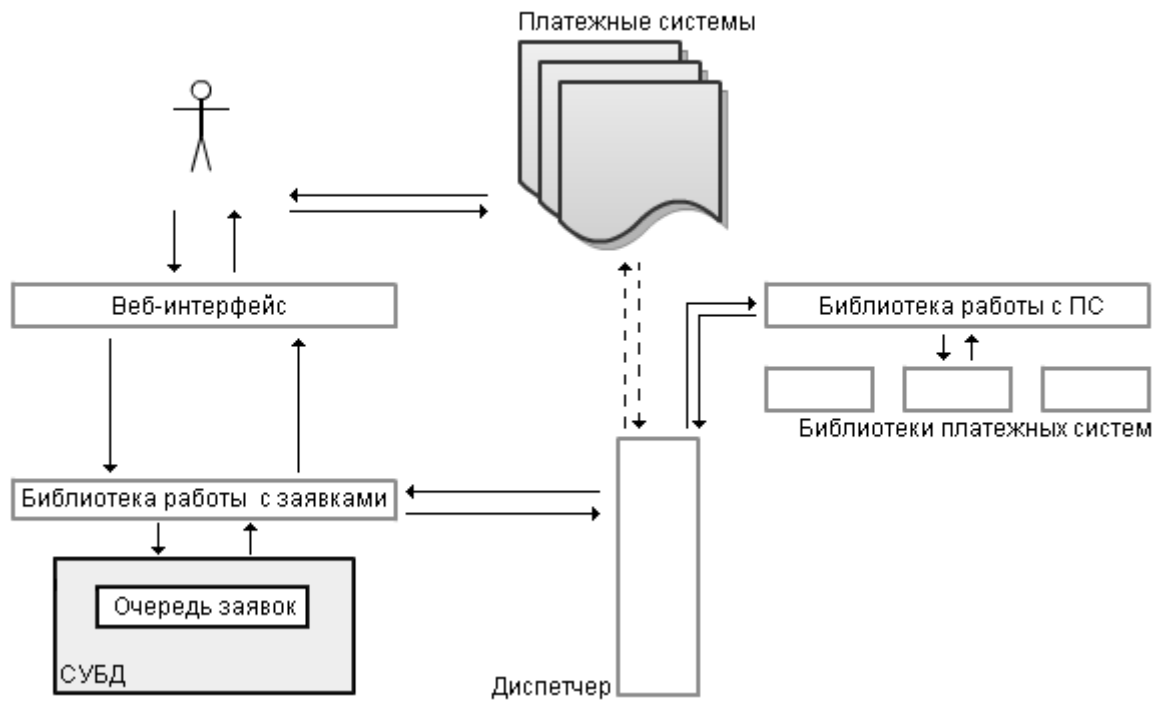 Платежные системы
Веб-интерфейс
Библиотека работы с ПС
Библиотеки платежных систем
Библиотека работы с заявками
Очередь заявок
СУБД
Диспетчер